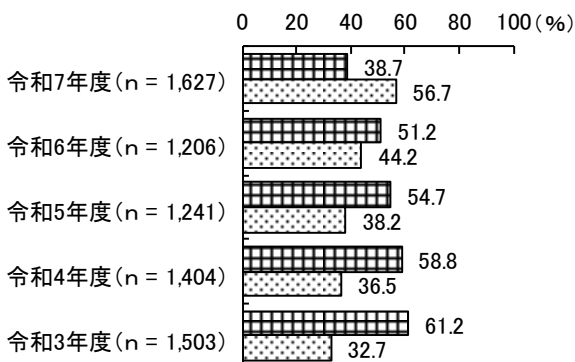 0 20 40 60 80 100(%)
令和7年度(n = 1,627) 38.7
56.7
令和6年度(n = 1,206) 51.2
44.2
令和5年度(n = 1,241) 54.7
38.2
令和4年度(n = 1,404) 58.8
36.5
令和3年度(n = 1,503) 61.2
32.7